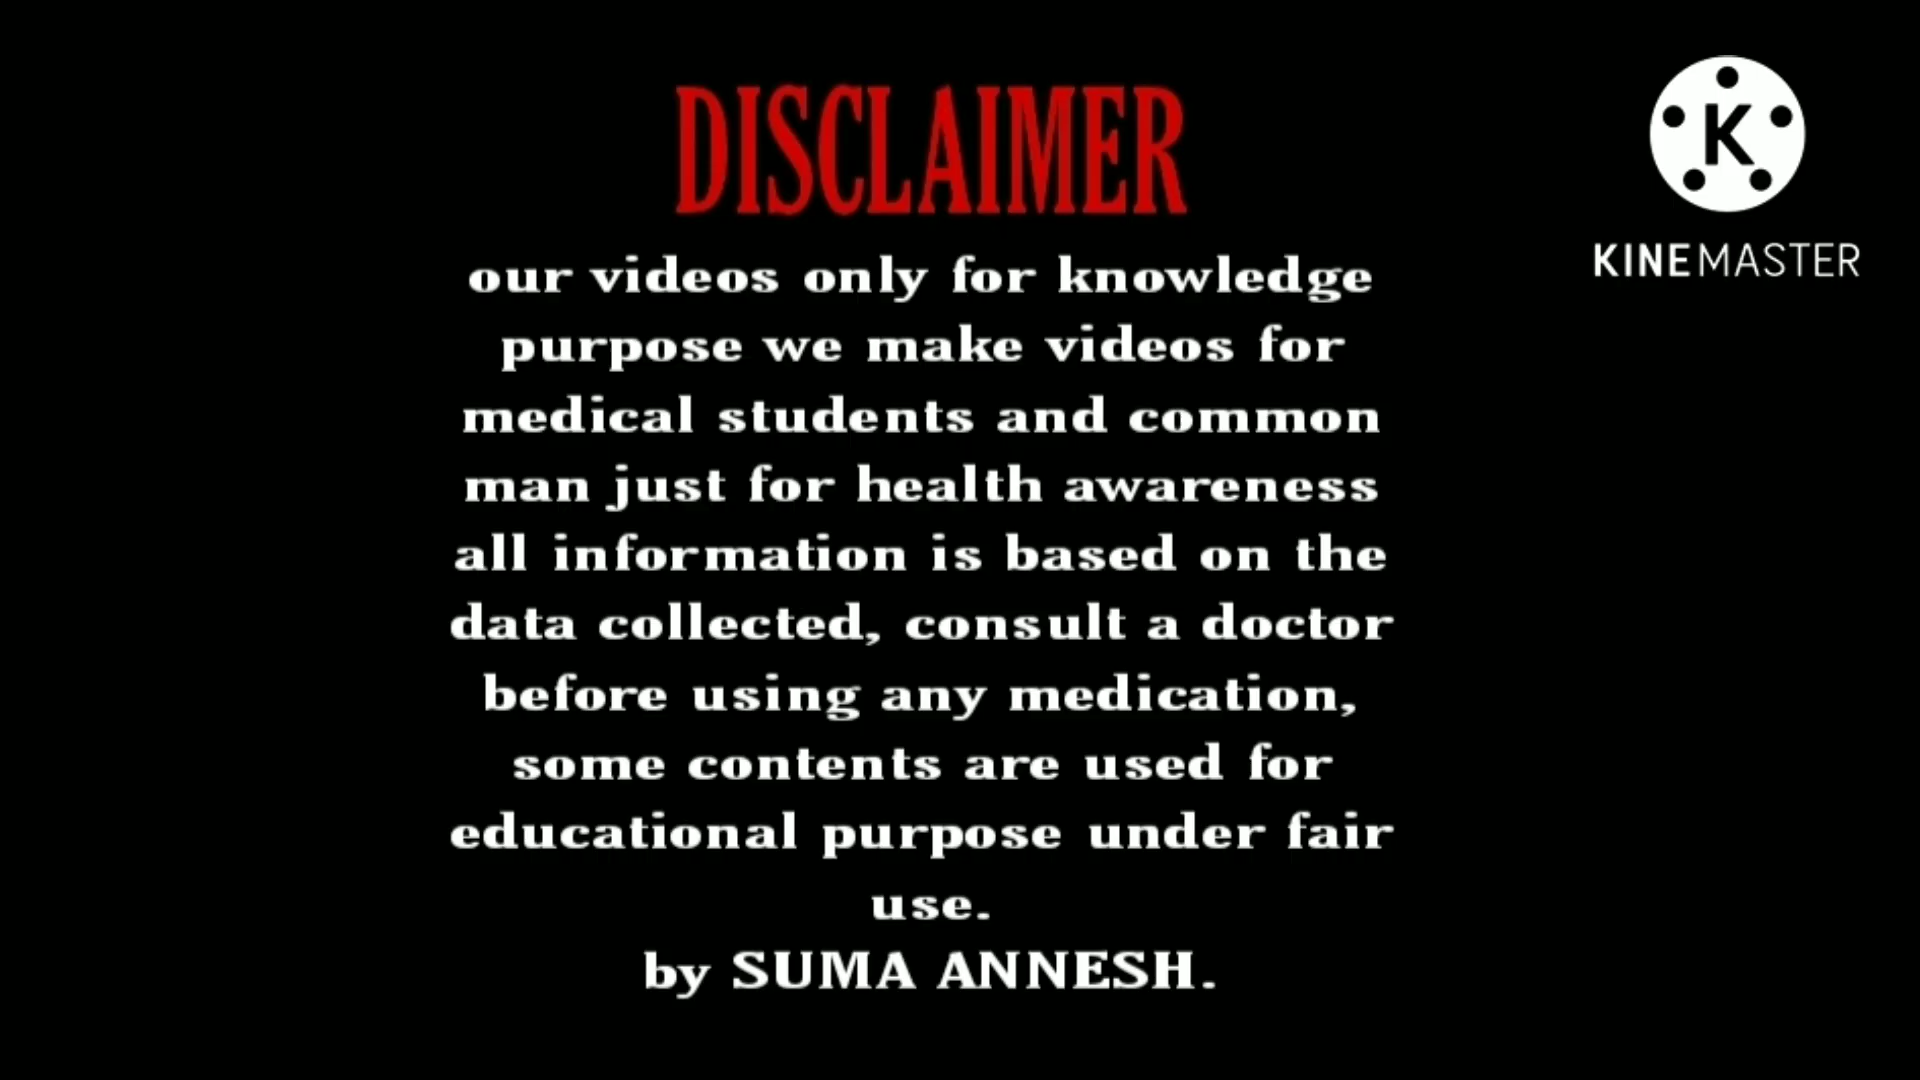 DISCLAIMER
our videos only for knowledge
purpose we make videos for
medical students and common
man just for health awareness
all information is based on the
data collected, consult a doctor
before using any medication,
some contents are used for
educational purpose under fair
use.
by SUMA ANNESH.
K
KINEMASTER